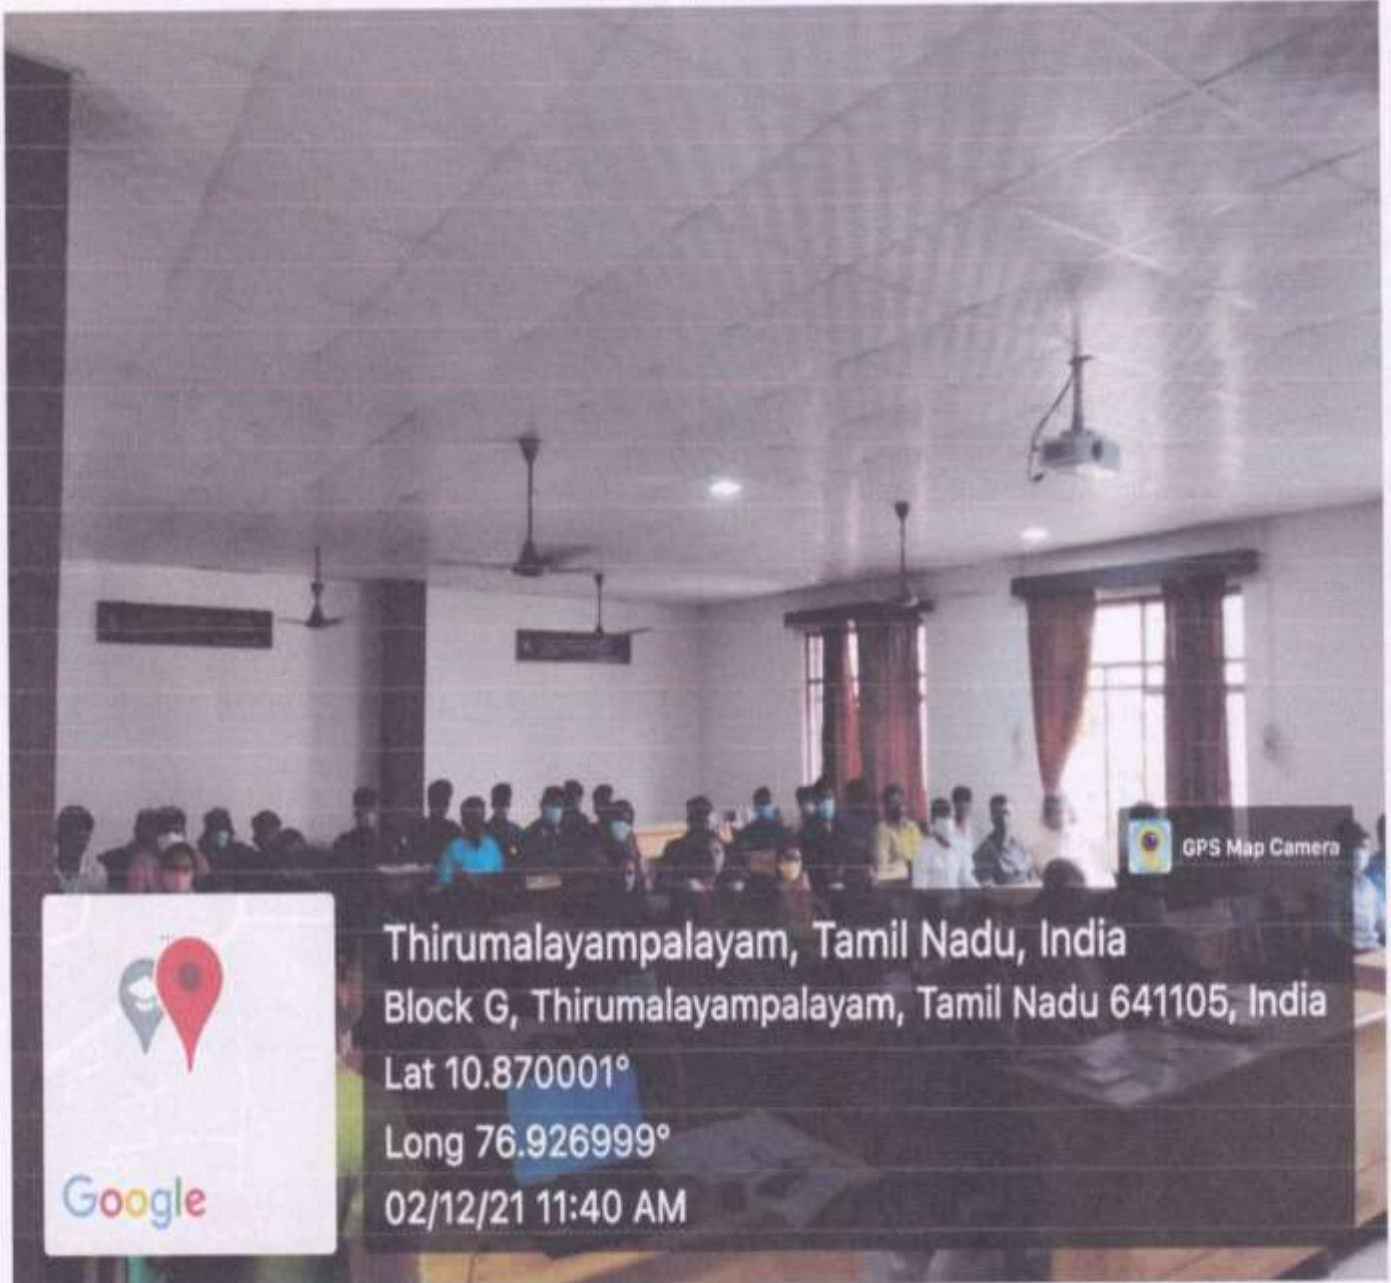 GPS Map Camera
Thirumalayampalayam, Tamil Nadu, India
Block G, Thirumalayampalayam, Tamil Nadu 641105, India
Lat 10.870001°
Long 76.926999°
02/12/21 11:40 AM
Google